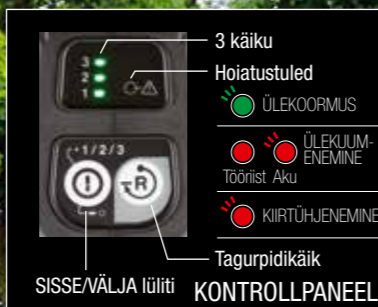 3 käiku
Hoiatustuled
3
2
1
ÜLEKOORMUS
ÜLEKUUM-
ENEMINE
Tööriist Aku
KIIRTÜHJENEMINE
1/2/3
R
Tagurpidikäik
SISSE/VÄLJA lüliti
KONTROLLPANEEL